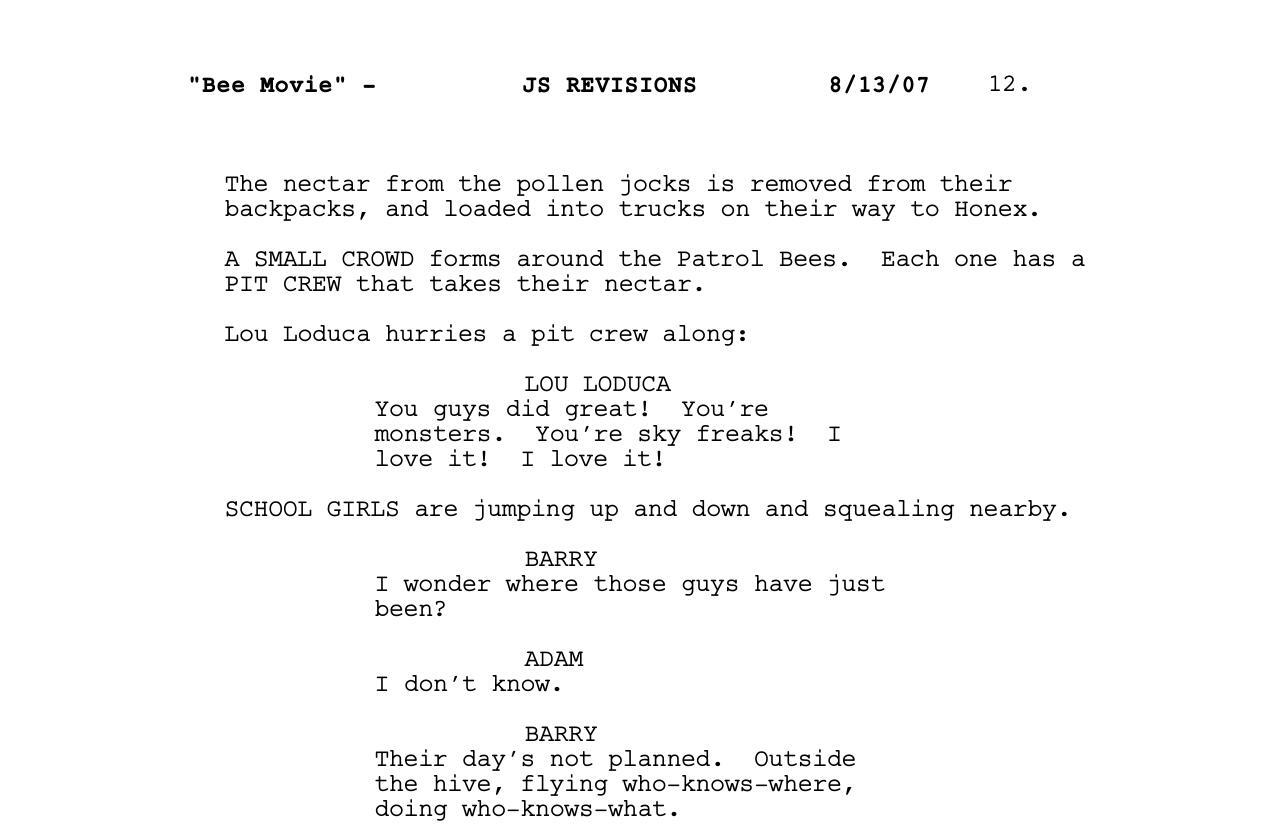 "Bee Movie" - JS REVISIONS 8/13/07 12.
The nectar from the pollen jocks is removed from their
backpacks, and loaded into trucks on their way to Honex.
A SMALL CROWD forms around the Patrol Bees.  Each one has a
PIT CREW that takes their nectar.
Lou Loduca hurries a pit crew along:
LOU LODUCA
You guys did great!  You’re
monsters.  You’re sky freaks!  I
love it!  I love it!
SCHOOL GIRLS are jumping up and down and squealing nearby.
BARRY
I wonder where those guys have just
been?
ADAM
I don’t know.
BARRY
Their day’s not planned.  Outside
the hive, flying who-knows-where,
doing who-knows-what.